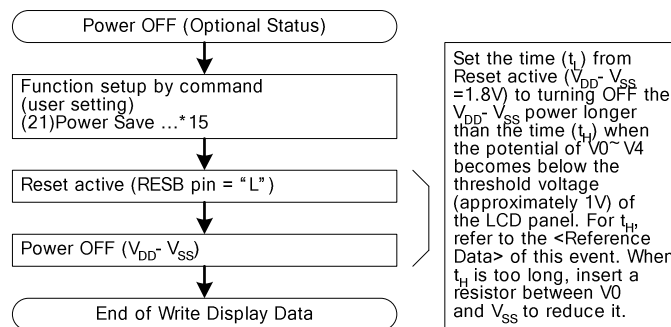 Power OFF (Optional Status)
Function setup by command
(user setting)
(21)Power Save ...*15
Reset active (RESB pin = “L”)
Power OFF (VDD- VSS)
End of Write Display Data
Set the time (tL) from
Reset active (VDD- VSS
=1.8V) to turning OFF the
VDD- VSS power longer
than the time (tH) when
the potential of V0~ V4
becomes below the
threshold voltage
(approximately 1V) of
the LCD panel. For tH,
refer to the <Reference
Data> of this event. When
tH is too long, insert a
resistor between V0
and VSS to reduce it.